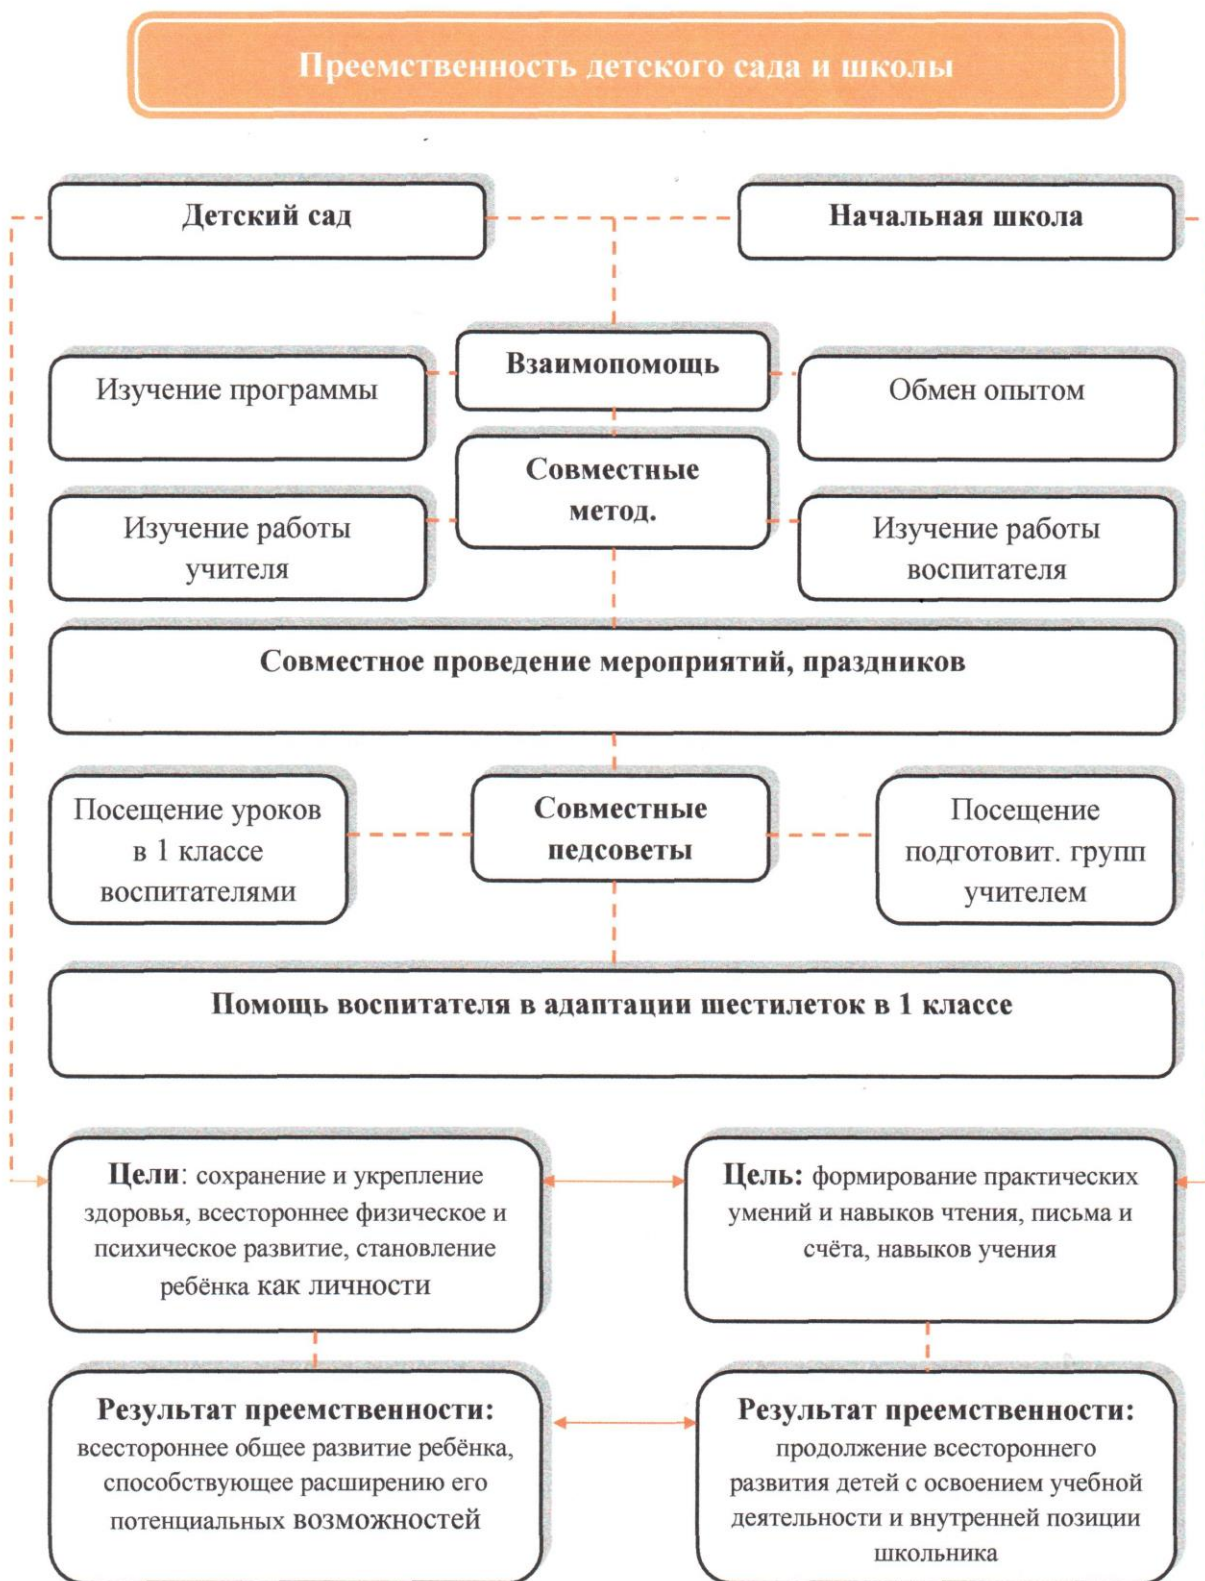 Преемственность детского сада и школы
Детский сад
Начальная школа
Взаимопомощь
Изучение программы
Обмен опытом
Совместные
метод.
Изучение работы
учителя
Изучение работы
воспитателя
Совместное проведение мероприятий, праздников
Посещение уроков
в 1 классе
воспитателями
Совместные
педсоветы
Посещение
подготовит. групп
учителем
Помощь воспитателя в адаптации шестилеток в 1 классе
Цели: сохранение и укрепление
здоровья, всестороннее физическое и
психическое развитие, становление
ребёнка как личности
Цель: формирование практических
умений и навыков чтения, письма и
счёта, навыков учения
Результат преемственности:
всестороннее общее развитие ребёнка,
способствующее расширению его
потенциальных возможностей
Результат преемственности:
продолжение всестороннего
развития детей с освоением учебной
деятельности и внутренней позиции
школьника